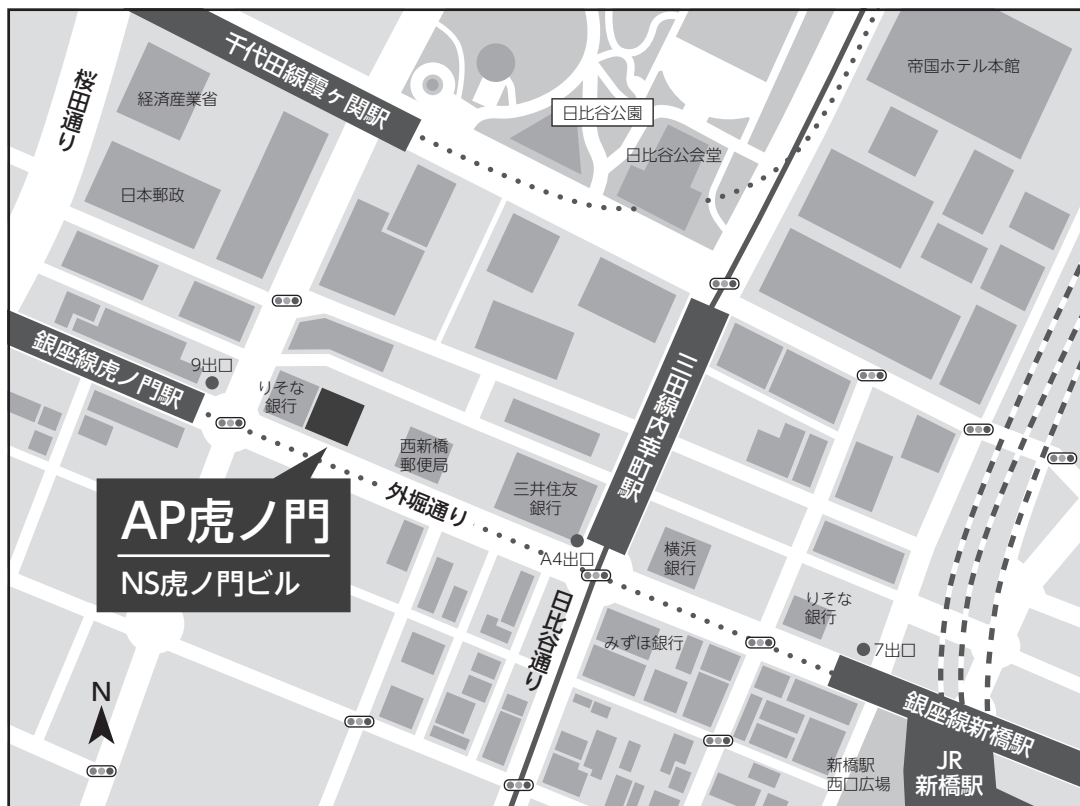 千代田線霞ヶ関駅
桜田通り
経済産業省
日本郵政
日比谷公園
日比谷公会堂
帝国ホテル本館
銀座線虎ノ門駅
9出口
りそな
銀行
西新橋
郵便局
三井住友
銀行
三田線内幸町駅
外堀通り
AP虎ノ門
NS虎ノ門ビル
A4出口
横浜
銀行
日比谷通り
みずほ銀行
りそな
銀行
7出口
銀座線新橋駅
新橋駅
西口広場
JR
新橋駅
N